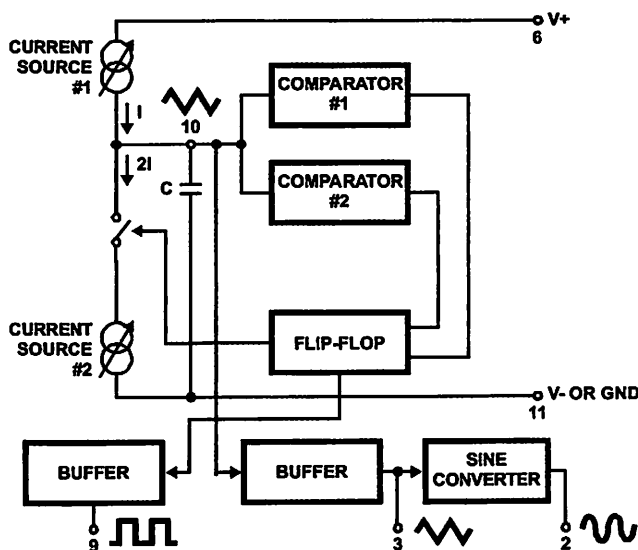 V+
6
CURRENT
SOURCE
#1
I
10
2I
C
COMPARATOR
#1
COMPARATOR
#2
CURRENT
SOURCE
#2
FLIP-FLOP
V- OR GND
11
BUFFER
BUFFER
SINE
CONVERTER
9
3
2